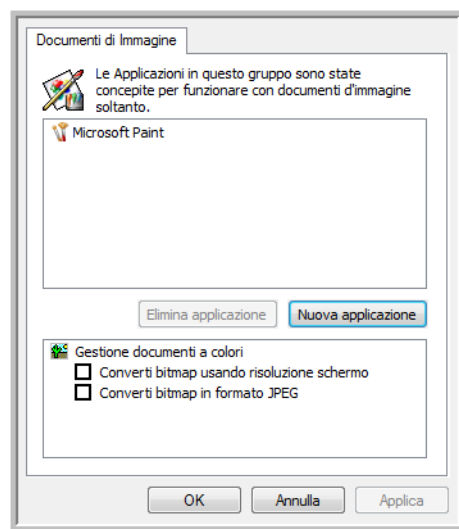 Documenti di Immagine
Le Applicazioni in questo gruppo sono state
concepite per funzionare con documenti d'immagine
soltanto.
Microsoft Paint
Elimina applicazione
Nuova applicazione
Gestione documenti a colori
Converti bitmap usando risoluzione schermo
Converti bitmap in formato JPEG
OK
Annulla
Applica